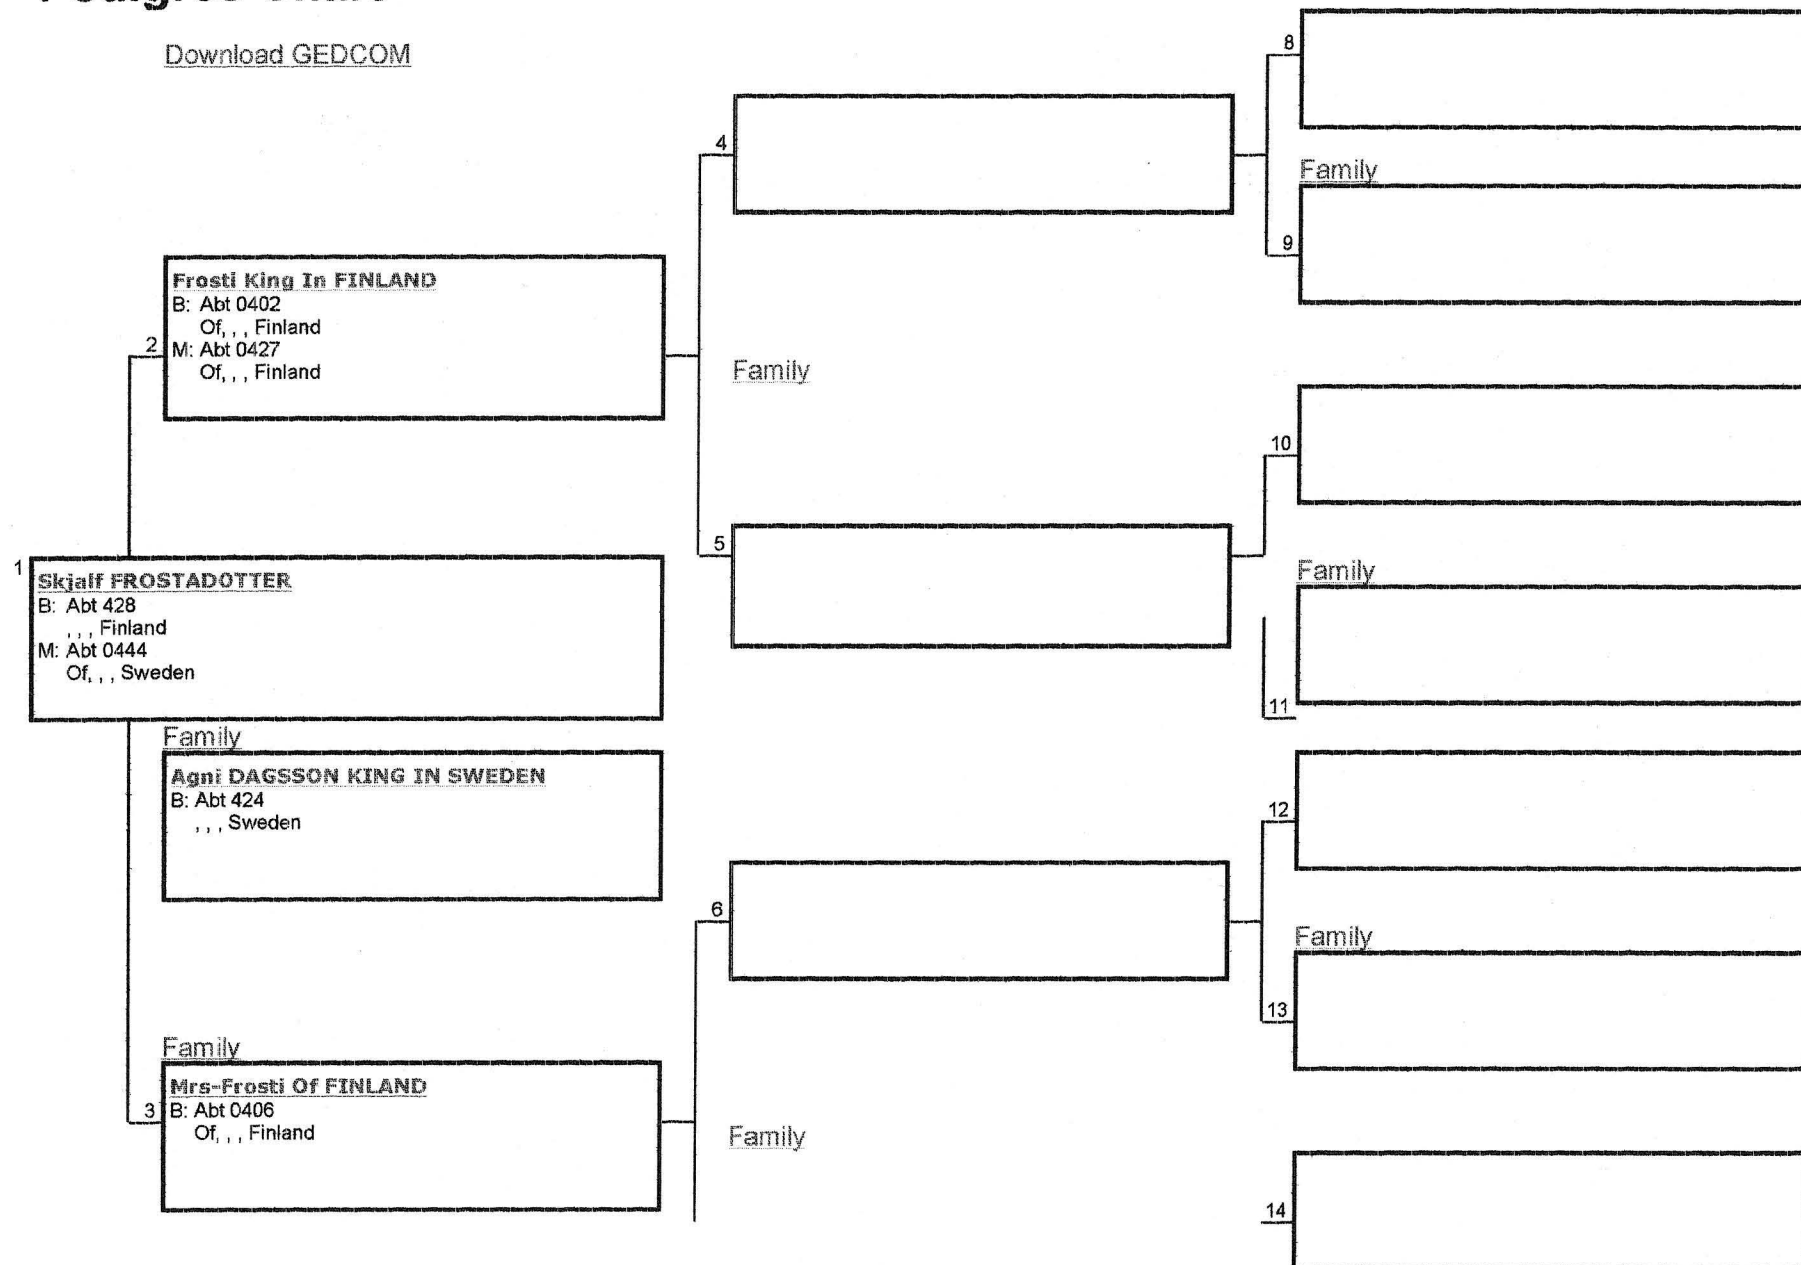 Download GEDCOM
8
4
Family
9
Frosti King In FINLAND
B: Abt 0402
Of, , , Finland
2
M: Abt 0427
Of, , , Finland
Family
10
5
1
Skjalf FROSTADOTTER
B: Abt 428
, , , Finland
M: Abt 0444
Of, , , Sweden
Family
11
Family
Agni DAGSSON KING IN SWEDEN
B: Abt 424
, , , Sweden
12
6
Family
13
Family
Mrs-Frosti Of FINLAND
3
B: Abt 0406
Of, , , Finland
Family
14